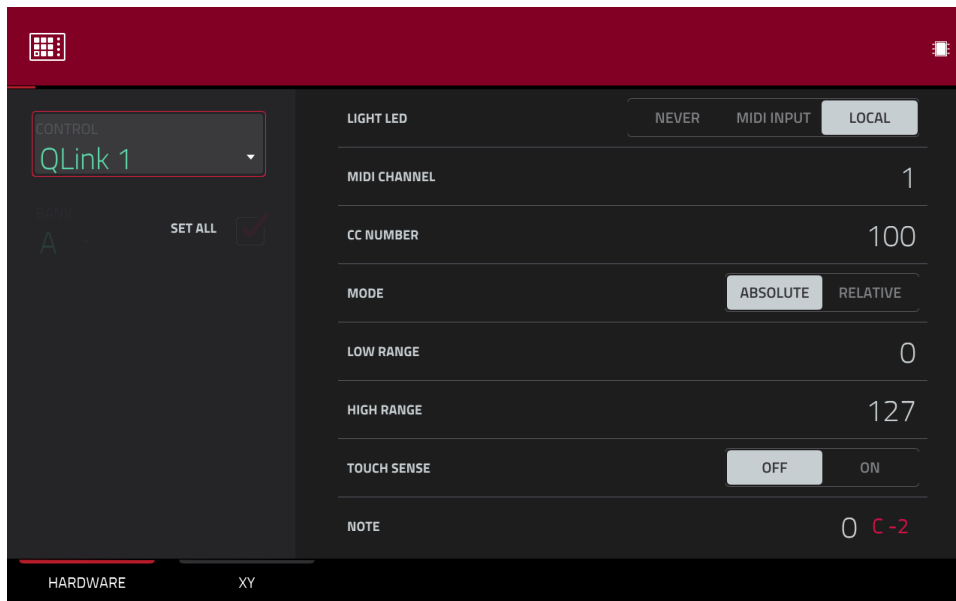 CONTROL
QLink 1
BANK
A
SET ALL
LIGHT LED
NEVER MIDI INPUT LOCAL
MIDI CHANNEL
1
CC NUMBER
100
MODE
ABSOLUTE RELATIVE
LOW RANGE
0
HIGH RANGE
127
TOUCH SENSE
OFF ON
NOTE
0 C -2
HARDWARE XY